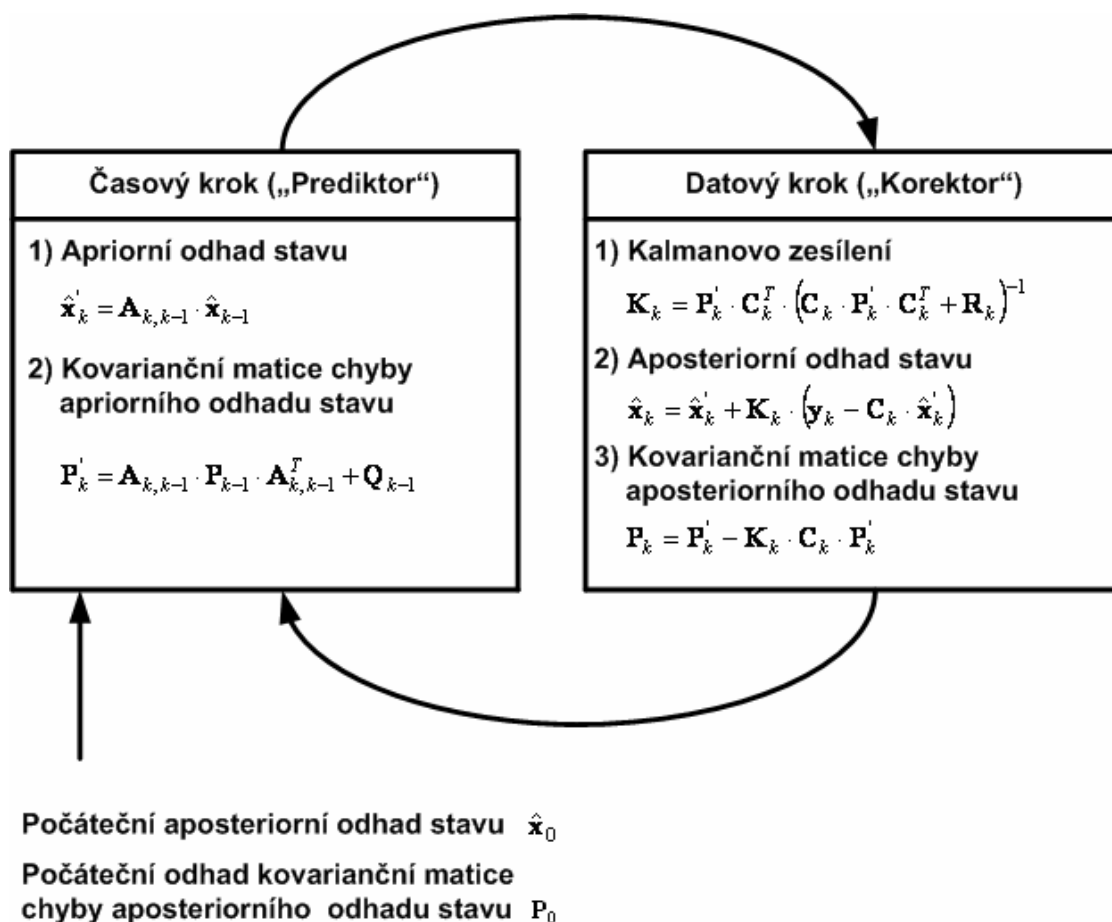 Časový krok („Prediktor“)
1) Apriorní odhad stavu
x̂'ₖ = Aₖ,ₖ₋₁ · x̂ₖ₋₁
2) Kovarianční matice chyby
apriorního odhadu stavu
P'ₖ = Aₖ,ₖ₋₁ · Pₖ₋₁ · Aᵀₖ,ₖ₋₁ + Qₖ₋₁
Datový krok („Korektor“)
1) Kalmanovo zesílení
Kₖ = P'ₖ · Cᵀₖ · (Cₖ · P'ₖ · Cᵀₖ + Rₖ)⁻¹
2) Aposteriorní odhad stavu
x̂ₖ = x̂'ₖ + Kₖ · (yₖ − Cₖ · x̂'ₖ)
3) Kovarianční matice chyby
aposteriorního odhadu stavu
Pₖ = P'ₖ − Kₖ · Cₖ · P'ₖ
Počáteční aposteriorní odhad stavu x̂₀
Počáteční odhad kovarianční matice
chyby aposteriorního odhadu stavu P₀